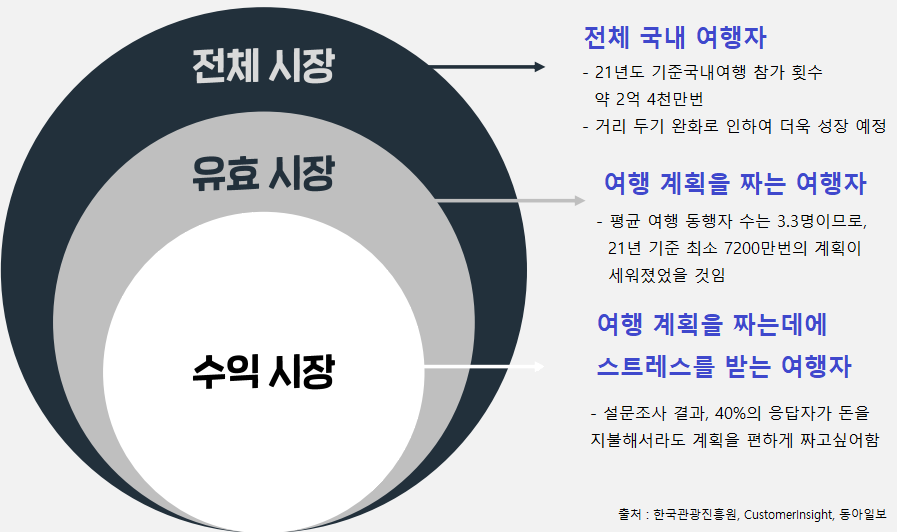 전체 시장
유효 시장
수익 시장
전체 국내 여행자
- 21년도 기준국내여행 참가 횟수
약 2억 4천만번
- 거리 두기 완화로 인하여 더욱 성장 예정
여행 계획을 짜는 여행자
- 평균 여행 동행자 수는 3.3명이므로,
21년 기준 최소 7200만번의 계획이
세워졌었을 것임
여행 계획을 짜는데에
스트레스를 받는 여행자
- 설문조사 결과, 40%의 응답자가 돈을
지불해서라도 계획을 편하게 짜고싶어함
출처 : 한국관광진흥원, CustomerInsight, 동아일보